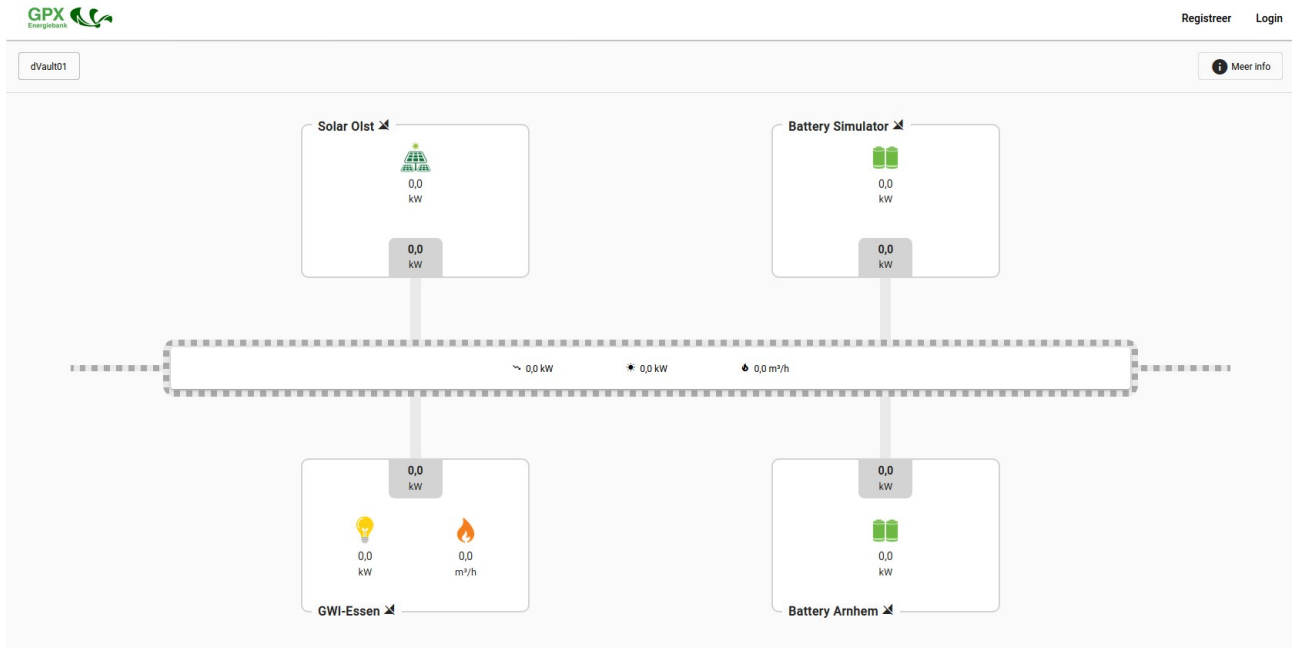 GPX
Energiebank
Registreer Login
dVault01
Meer info
Solar Olst
0,0
kW
0,0
kW
Battery Simulator
0,0
kW
0,0
kW
0,0 kW 0,0 kW 0,0 m³/h
0,0
kW
0,0 0,0
kW m³/h
GWI-Essen
0,0
kW
0,0
kW
Battery Arnhem